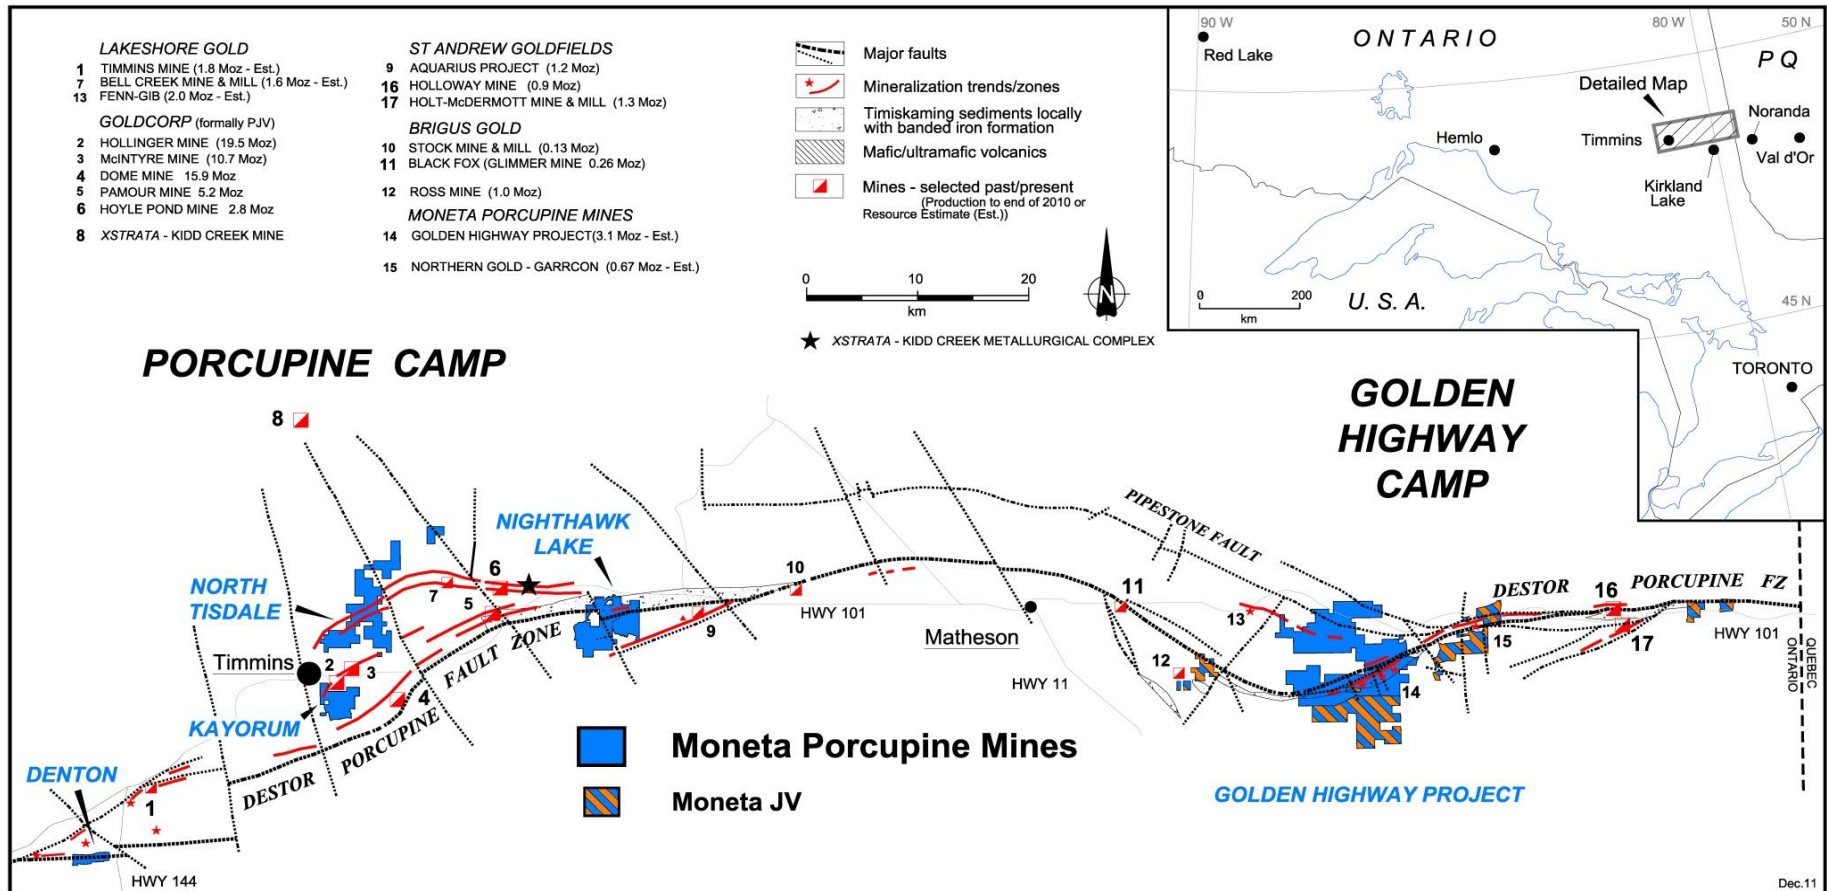 LAKESHORE GOLD
1 TIMMINS MINE (1.8 Moz - Est.)
7 BELL CREEK MINE & MILL (1.6 Moz - Est.)
13 FENN-GIB (2.0 Moz - Est.)
GOLDCORP (formally PJV)
2 HOLLINGER MINE (19.5 Moz)
3 McINTYRE MINE (10.7 Moz)
4 DOME MINE 15.9 Moz
5 PAMOUR MINE 5.2 Moz
6 HOYLE POND MINE 2.8 Moz
8 XSTRATA - KIDD CREEK MINE
ST ANDREW GOLDFIELDS
9 AQUARIUS PROJECT (1.2 Moz)
16 HOLLOWAY MINE (0.9 Moz)
17 HOLT-McDERMOTT MINE & MILL (1.3 Moz)
BRIGUS GOLD
10 STOCK MINE & MILL (0.13 Moz)
11 BLACK FOX (GLIMMER MINE 0.26 Moz)
12 ROSS MINE (1.0 Moz)
MONETA PORCUPINE MINES
14 GOLDEN HIGHWAY PROJECT(3.1 Moz - Est.)
15 NORTHERN GOLD - GARRCON (0.67 Moz - Est.)
Major faults
Mineralization trends/zones
Timiskaming sediments locally
with banded iron formation
Mafic/ultramafic volcanics
Mines - selected past/present
(Production to end of 2010 or
Resource Estimate (Est.))
0 10 20
km
N
XSTRATA - KIDD CREEK METALLURGICAL COMPLEX
90 W
80 W
50 N
Red Lake
ONTARIO
PQ
Detailed Map
Noranda
Hemlo
Timmins
Val d'Or
Kirkland
Lake
0 200
km
U. S. A.
45 N
TORONTO
PORCUPINE CAMP
GOLDEN
HIGHWAY
CAMP
8
NIGHTHAWK
LAKE
PIPESTONE FAULT
NORTH
TISDALE
7
6
5
10
HWY 101
11
13
DESTOR PORCUPINE FZ
16
15
17
HWY 101
9
Matheson
HWY 11
12
14
Timmins
2
3
4
KAYORUM
DESTOR PORCUPINE FAULT ZONE
QUEBEC
ONTARIO
DENTON
1
HWY 144
Moneta Porcupine Mines
Moneta JV
GOLDEN HIGHWAY PROJECT
Dec.11